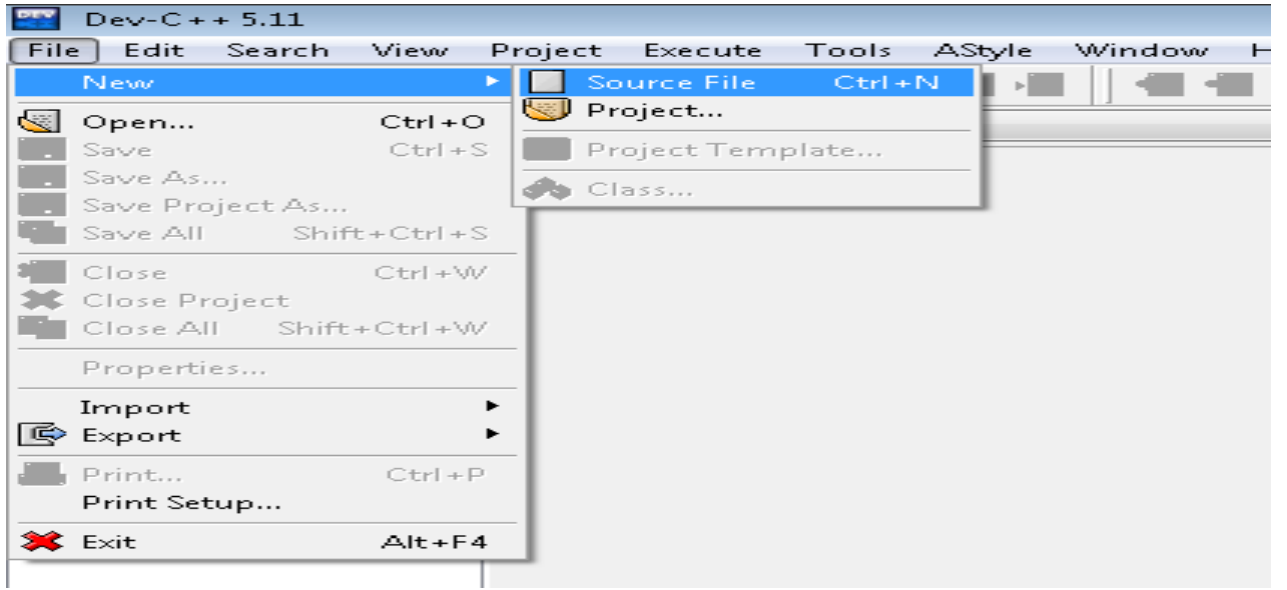 Dev-C++ 5.11
File Edit Search View Project Execute Tools AStyle Window H
New
Source File Ctrl+N
Project...
Project Template...
Class...
Open... Ctrl+O
Save Ctrl+S
Save As...
Save Project As...
Save All Shift+Ctrl+S
Close Ctrl+W
Close Project
Close All Shift+Ctrl+W
Properties...
Import
Export
Print... Ctrl+P
Print Setup...
Exit Alt+F4